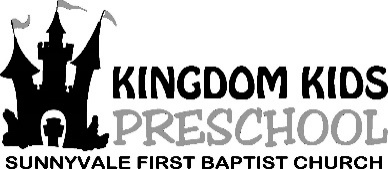 KINGDOM KIDS
PRESCHOOL
SUNNYVALE FIRST BAPTIST CHURCH